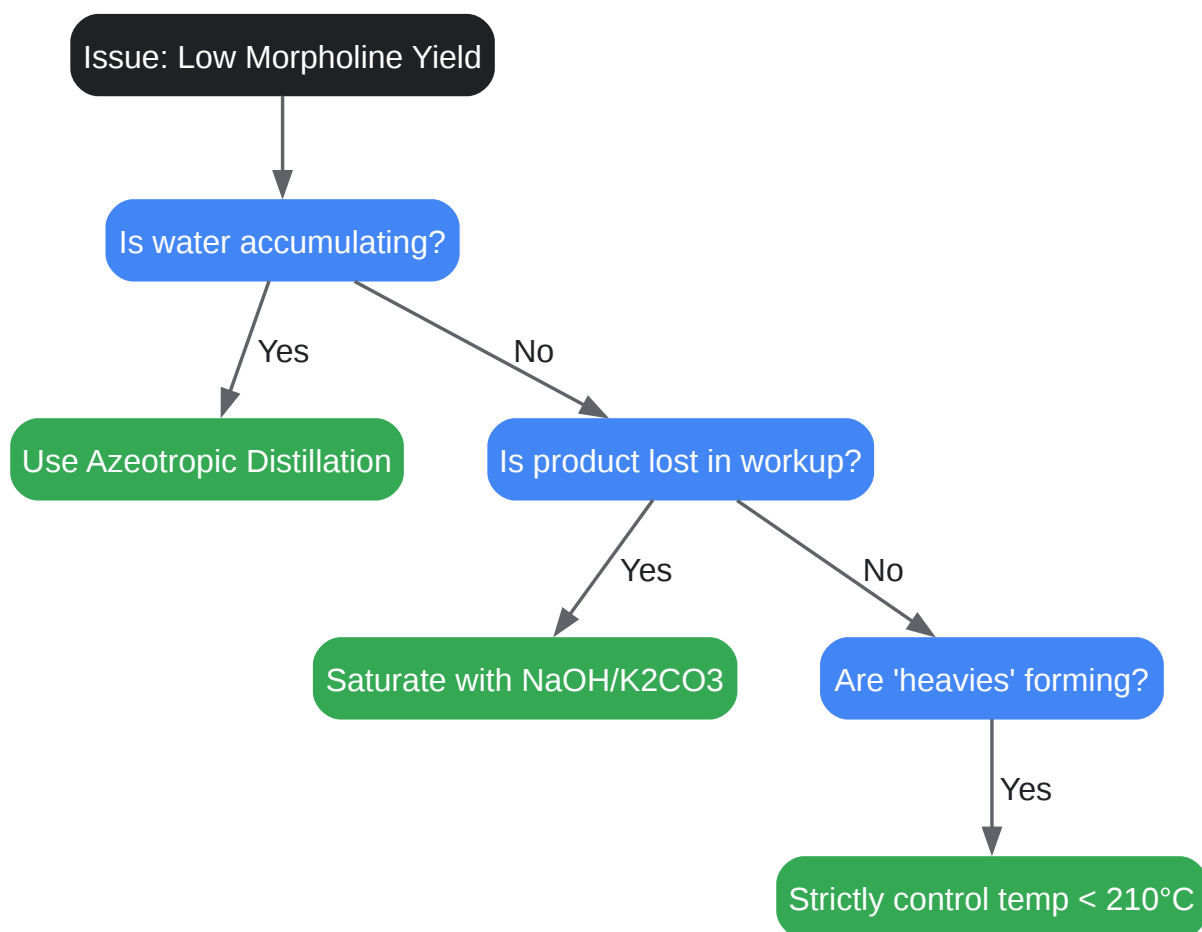 Issue: Low Morpholine Yield
Is water accumulating?
Yes
No
Use Azeotropic Distillation
Is product lost in workup?
Yes
No
Saturate with NaOH/K2CO3
Are 'heavies' forming?
Yes
Strictly control temp < 210°C